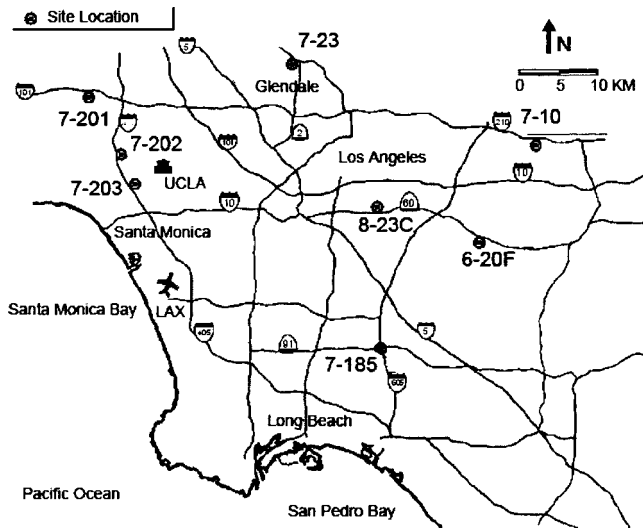 Site Location
7-23
N
5
Glendale
0 5 10 KM
101
7-201
210
7-10
7-202
101
2
Los Angeles
7-203
UCLA
10
10
60
8-23C
Santa Monica
6-20F
Santa Monica Bay
LAX
405
5
91
7-185
605
Long Beach
Pacific Ocean
San Pedro Bay